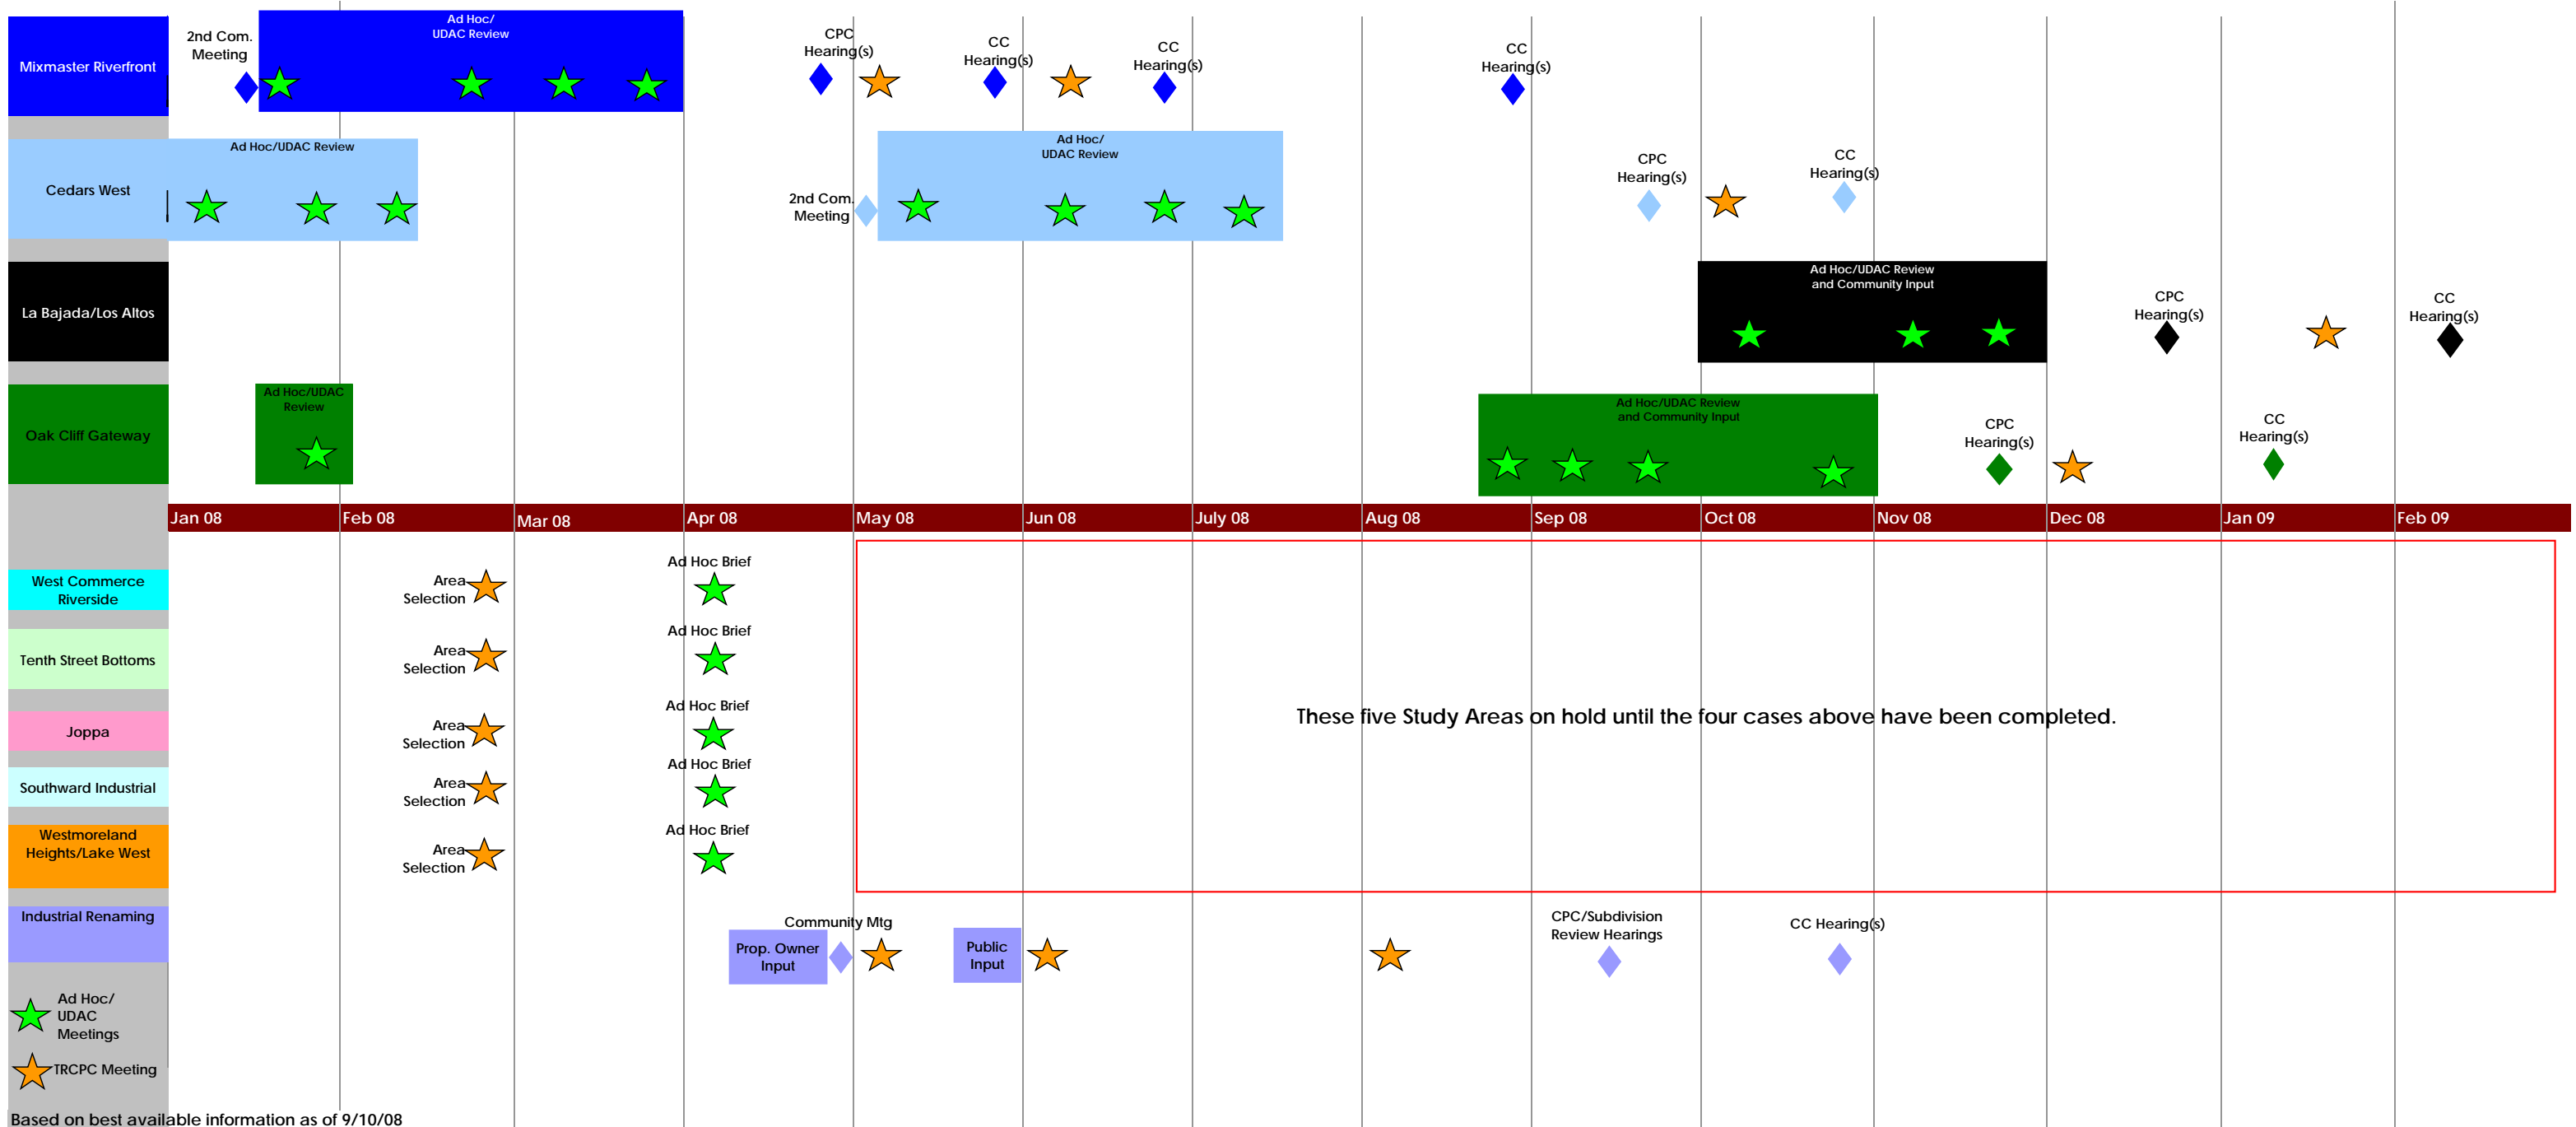 Mixmaster Riverfront
2nd Com.
Meeting
Ad Hoc/
UDAC Review
CPC
Hearing(s)
CC
Hearing(s)
CC
Hearing(s)
CC
Hearing(s)
Cedars West
Ad Hoc/UDAC Review
2nd Com.
Meeting
Ad Hoc/
UDAC Review
CPC
Hearing(s)
CC
Hearing(s)
La Bajada/Los Altos
Ad Hoc/UDAC Review
and Community Input
CPC
Hearing(s)
CC
Hearing(s)
Oak Cliff Gateway
Ad Hoc/UDAC
Review
Ad Hoc/UDAC Review
and Community Input
CPC
Hearing(s)
CC
Hearing(s)
Jan 08
Feb 08
Mar 08
Apr 08
May 08
Jun 08
July 08
Aug 08
Sep 08
Oct 08
Nov 08
Dec 08
Jan 09
Feb 09
West Commerce
Riverside
Area
Selection
Ad Hoc Brief
Tenth Street Bottoms
Area
Selection
Ad Hoc Brief
Joppa
Area
Selection
Ad Hoc Brief
These five Study Areas on hold until the four cases above have been completed.
Southward Industrial
Area
Selection
Ad Hoc Brief
Westmoreland
Heights/Lake West
Area
Selection
Ad Hoc Brief
Industrial Renaming
Prop. Owner
Input
Community Mtg
Public
Input
CPC/Subdivision
Review Hearings
CC Hearing(s)
Ad Hoc/
UDAC
Meetings
TRCPC Meeting
Based on best available information as of 9/10/08